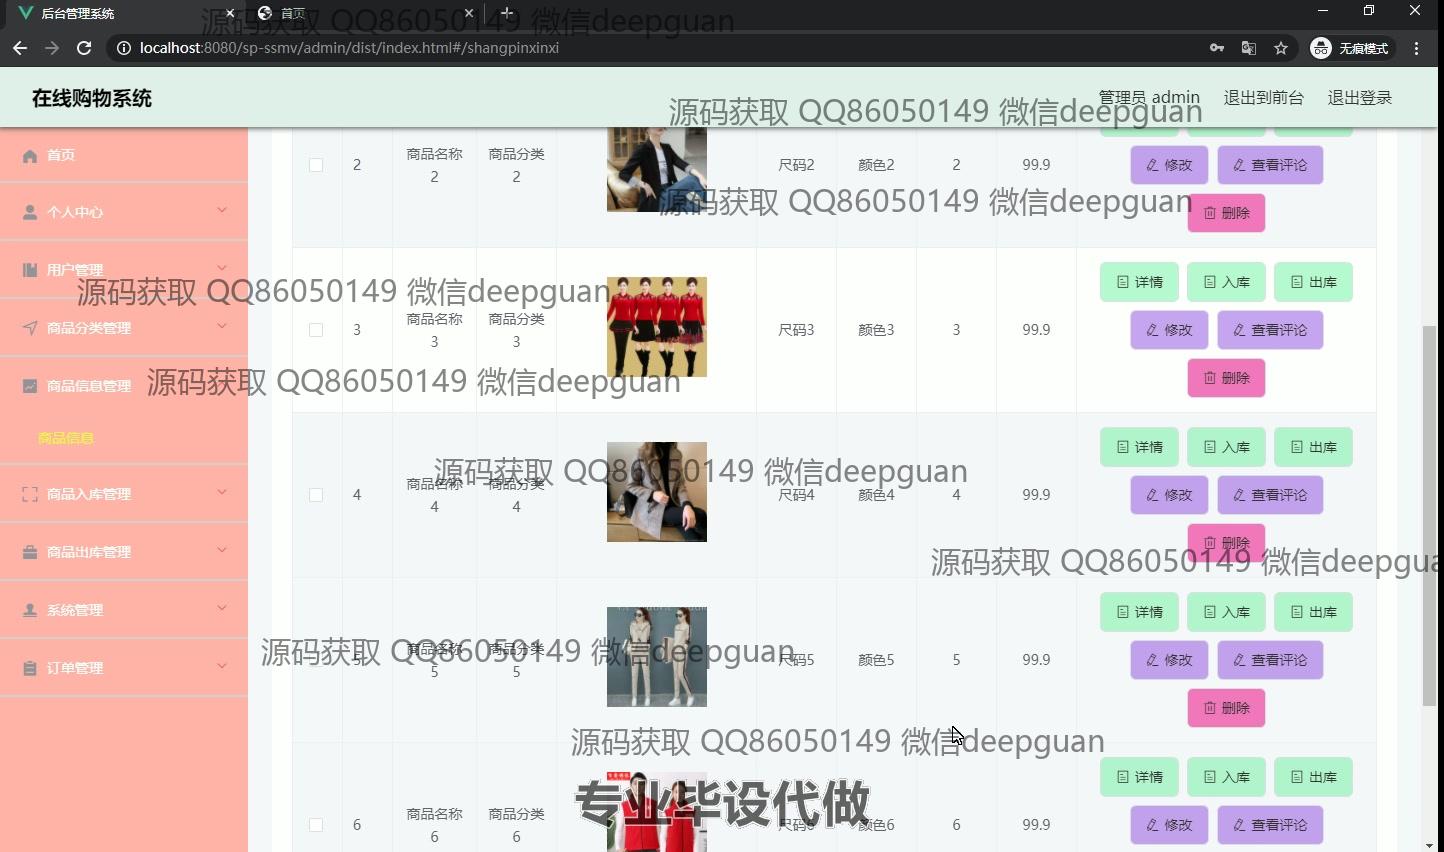 后台管理系统
首页
localhost:8080/sp-ssmv/admin/dist/index.html#/shangpinxinxi
无痕模式
源码获取 QQ86050149 微信deepguan
在线购物系统
管理员 admin
退出到前台
退出登录
源码获取 QQ86050149 微信deepguan
首页
个人中心
用户管理
商品分类管理
商品信息管理
商品信息
商品入库管理
商品出库管理
系统管理
订单管理
2 商品名称2 商品分类2 尺码2 颜色2 2 99.9
修改 查看评论
删除
源码获取 QQ86050149 微信deepguan
源码获取 QQ86050149 微信deepguan
3 商品名称3 商品分类3 尺码3 颜色3 3 99.9
详情 入库 出库
修改 查看评论
删除
源码获取 QQ86050149 微信deepguan
4 商品名称4 商品分类4 尺码4 颜色4 4 99.9
详情 入库 出库
修改 查看评论
删除
源码获取 QQ86050149 微信deepguan
源码获取 QQ86050149 微信deepgua
5 商品名称5 商品分类5 尺码5 颜色5 5 99.9
详情 入库 出库
修改 查看评论
删除
源码获取 QQ86050149 微信deepguan
源码获取 QQ86050149 微信deepguan
6 商品名称6 商品分类6 尺码6 颜色6 6 99.9
详情 入库 出库
修改 查看评论
专业毕设代做